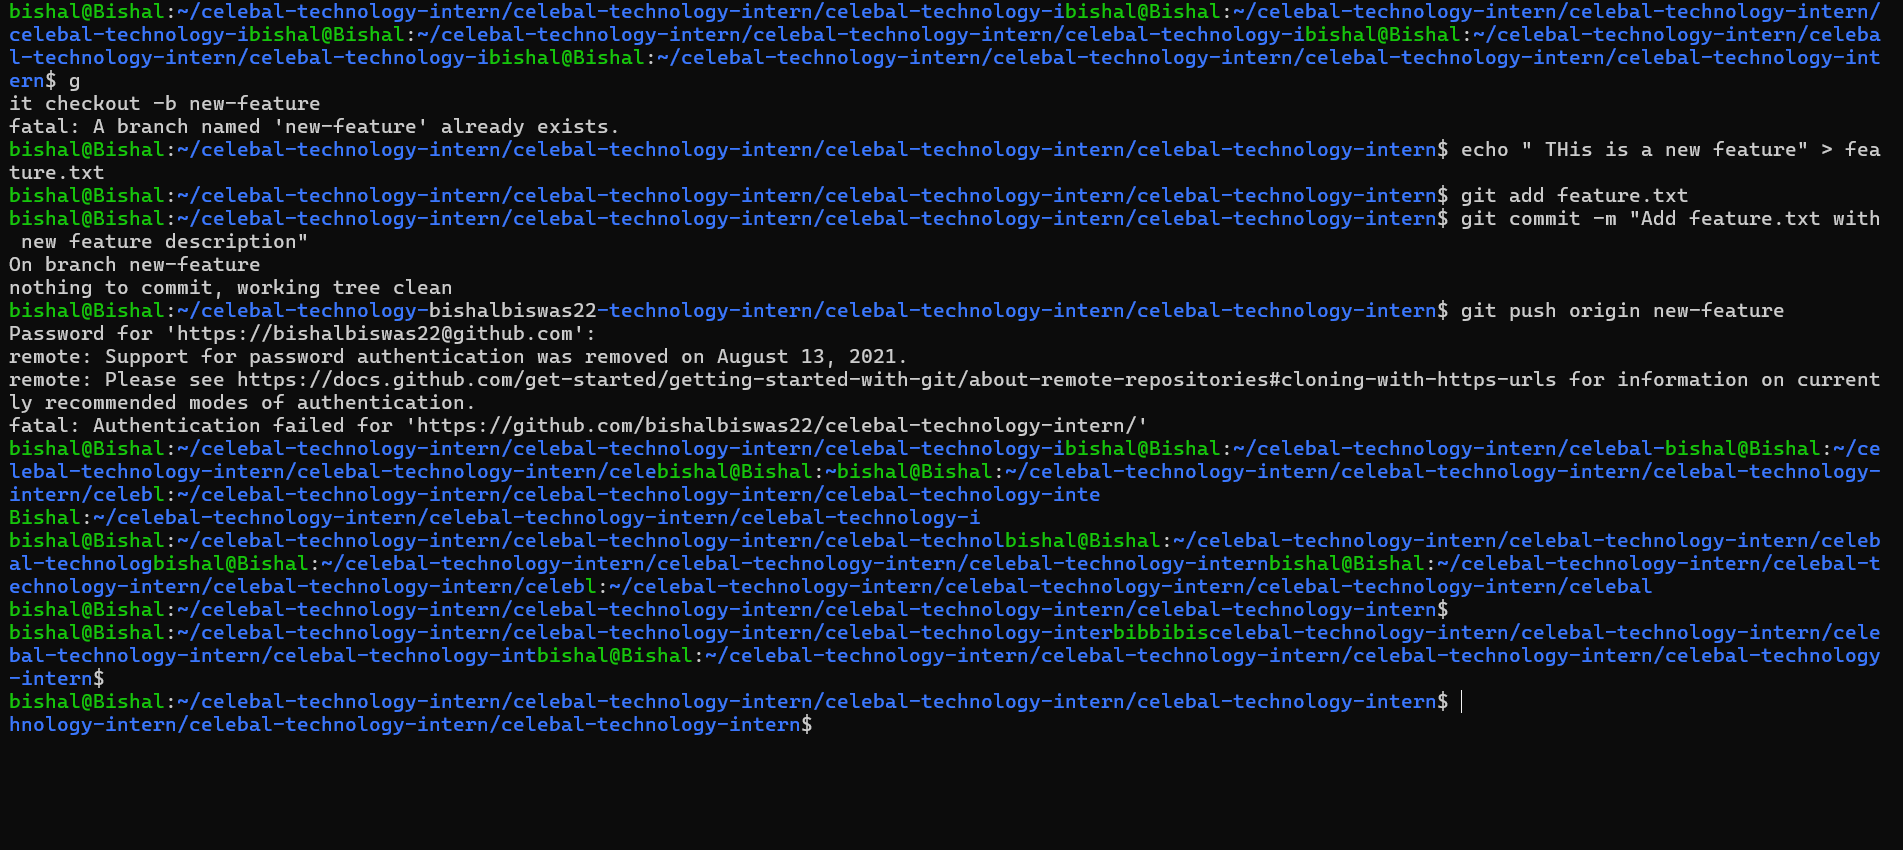 bishal@Bishal:~/celebal-technology-intern/celebal-technology-intern/celebal-technology-ibishal@Bishal:~/celebal-technology-intern/celebal-technology-intern/
celebal-technology-ibishal@Bishal:~/celebal-technology-intern/celebal-technology-intern/celebal-technology-ibishal@Bishal:~/celebal-technology-intern/celeba
l-technology-intern/celebal-technology-ibishal@Bishal:~/celebal-technology-intern/celebal-technology-intern/celebal-technology-intern/celebal-technology-int
ern$ g
it checkout -b new-feature
fatal: A branch named 'new-feature' already exists.
bishal@Bishal:~/celebal-technology-intern/celebal-technology-intern/celebal-technology-intern/celebal-technology-intern$ echo " THis is a new feature" > fea
ture.txt
bishal@Bishal:~/celebal-technology-intern/celebal-technology-intern/celebal-technology-intern/celebal-technology-intern$ git add feature.txt
bishal@Bishal:~/celebal-technology-intern/celebal-technology-intern/celebal-technology-intern/celebal-technology-intern$ git commit -m "Add feature.txt with
 new feature description"
On branch new-feature
nothing to commit, working tree clean
bishal@Bishal:~/celebal-technology-bishalbiswas22-technology-intern/celebal-technology-intern/celebal-technology-intern$ git push origin new-feature
Password for 'https://bishalbiswas22@github.com':
remote: Support for password authentication was removed on August 13, 2021.
remote: Please see https://docs.github.com/get-started/getting-started-with-git/about-remote-repositories#cloning-with-https-urls for information on current
ly recommended modes of authentication.
fatal: Authentication failed for 'https://github.com/bishalbiswas22/celebal-technology-intern/'
bishal@Bishal:~/celebal-technology-intern/celebal-technology-intern/celebal-technology-ibishal@Bishal:~/celebal-technology-intern/celebal-bishal@Bishal:~/ce
lebal-technology-intern/celebal-technology-intern/celebishal@Bishal:~bishal@Bishal:~/celebal-technology-intern/celebal-technology-intern/celebal-technology-
intern/celebl:~/celebal-technology-intern/celebal-technology-intern/celebal-technology-inte
Bishal:~/celebal-technology-intern/celebal-technology-intern/celebal-technology-i
bishal@Bishal:~/celebal-technology-intern/celebal-technology-intern/celebal-technolbishal@Bishal:~/celebal-technology-intern/celebal-technology-intern/celeb
al-technologbishal@Bishal:~/celebal-technology-intern/celebal-technology-intern/celebal-technology-internbishal@Bishal:~/celebal-technology-intern/celebal-t
echnology-intern/celebal-technology-intern/celebl:~/celebal-technology-intern/celebal-technology-intern/celebal-technology-intern/celebal
bishal@Bishal:~/celebal-technology-intern/celebal-technology-intern/celebal-technology-intern/celebal-technology-intern$
bishal@Bishal:~/celebal-technology-intern/celebal-technology-intern/celebal-technology-interbibbibiscelebal-technology-intern/celebal-technology-intern/cele
bal-technology-intern/celebal-technology-intbishal@Bishal:~/celebal-technology-intern/celebal-technology-intern/celebal-technology-intern/celebal-technology
-intern$
bishal@Bishal:~/celebal-technology-intern/celebal-technology-intern/celebal-technology-intern/celebal-technology-intern$
hnology-intern/celebal-technology-intern/celebal-technology-intern$